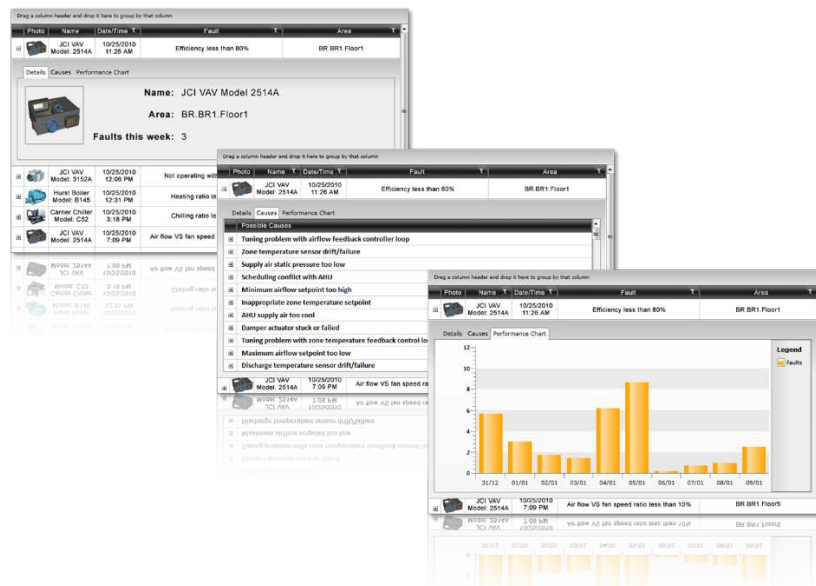 Drag a column header and drop it here to group by that column
Photo Name Date/Time Fault Area
JCI VAV Model: 2514A 10/25/2010 11:26 AM Efficiency less than 80% BR.BR1.Floor1
Details Causes Performance Chart
Name: JCI VAV Model 2514A
Area: BR.BR1.Floor1
Faults this week: 3
JCI VAV Model: 3152A 10/25/2010 12:06 PM Not operating with
Hurst Boiler Model: B145 10/25/2010 12:31 PM Heating ratio le
Carrier Chiller Model: C52 10/25/2010 3:18 PM Chilling ratio le
JCI VAV Model: 2514A 10/25/2010 7:09 PM Air flow VS fan speed
Drag a column header and drop it here to group by that column
Photo Name Date/Time Fault Area
JCI VAV Model: 2514A 10/25/2010 11:26 AM Efficiency less than 80% BR.BR1.Floor1
Details Causes Performance Chart
Possible Causes
Tuning problem with airflow feedback controller loop
Zone temperature sensor drift/failure
Supply air static pressure too low
Scheduling conflict with AHU
Minimum airflow setpoint too high
Inappropriate zone temperature setpoint
AHU supply air too cool
Damper actuator stuck or failed
Tuning problem with zone temperature feedback control lo
Maximum airflow setpoint too low
Discharge temperature sensor drift/failure
JCI VAV Model: 2514A 10/25/2010 7:09 PM Air flow VS fan speed ra
Drag a column header and drop it here to group by that column
Photo Name Date/Time Fault Area
JCI VAV Model: 2514A 10/25/2010 11:26 AM Efficiency less than 80% BR.BR1.Floor1
Details Causes Performance Chart
12
10
8
6
4
2
0
31/12 01/01 02/01 03/01 04/01 05/01 06/01 07/01 08/01 09/01
Legend
faults
JCI VAV Model: 2514A 10/25/2010 7:09 PM Air flow VS fan speed ratio less than 10% BR.BR1.Floor5